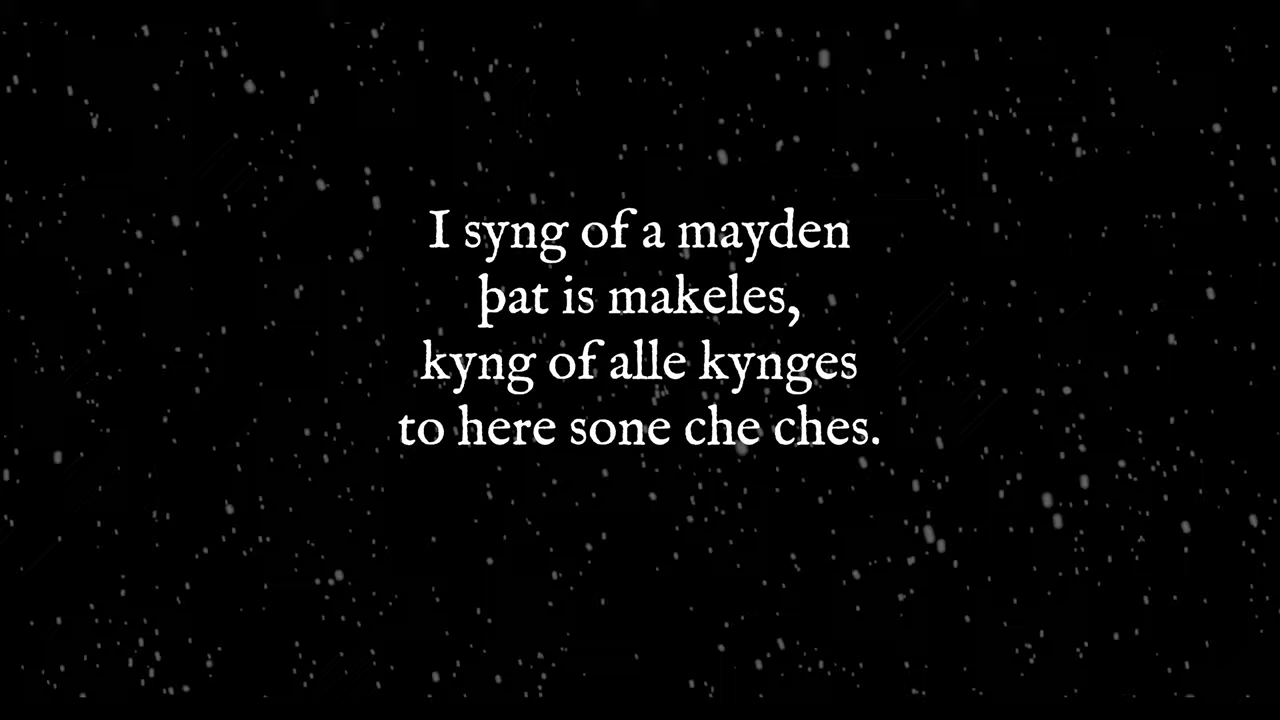 I syng of a mayden
þat is makeles,
kyng of alle kynges
to here sone che ches.